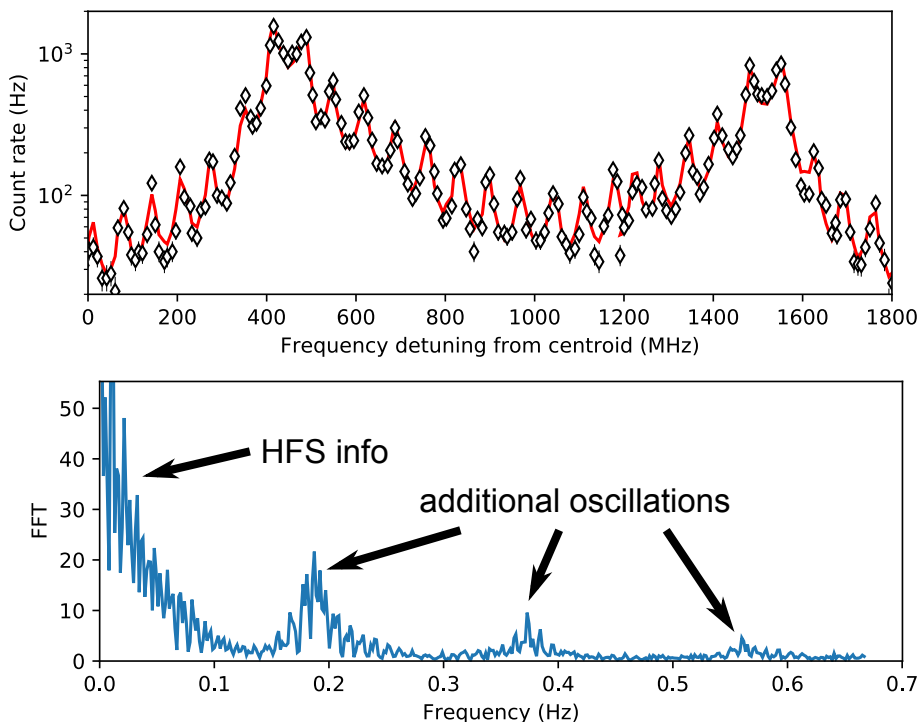 10³
10²
Count rate (Hz)
0 200 400 600 800 1000 1200 1400 1600 1800
Frequency detuning from centroid (MHz)
50
40
30
20
10
0
FFT
HFS info
additional oscillations
0.0 0.1 0.2 0.3 0.4 0.5 0.6 0.7
Frequency (Hz)